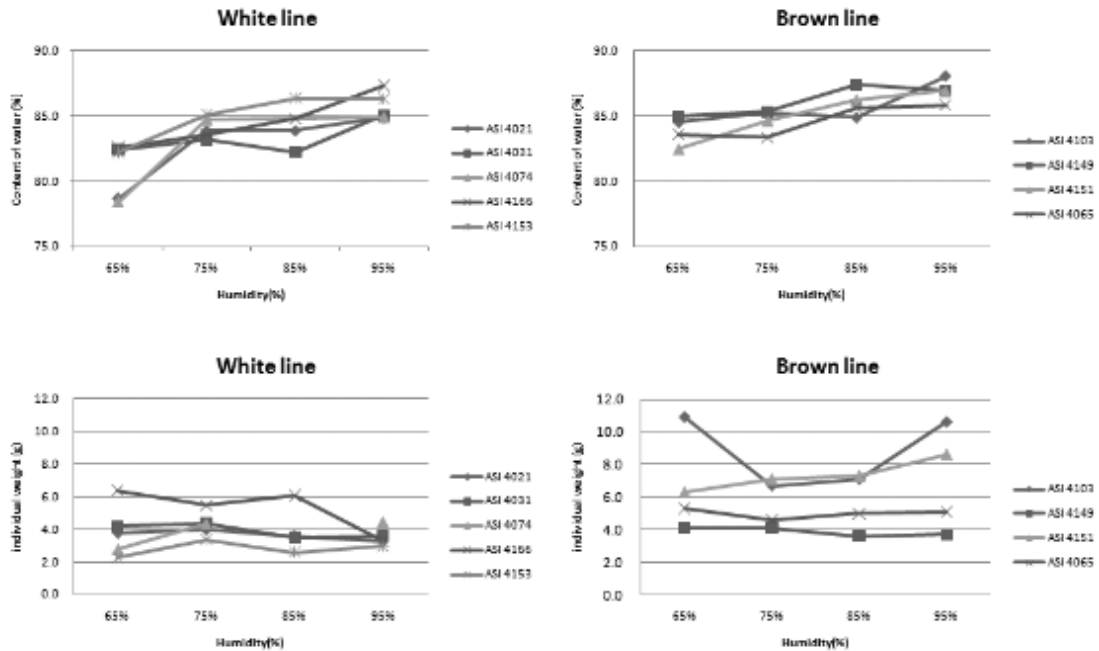 White line
90.0
85.0
80.0
75.0
Content of water (%)
65% 75% 85% 95%
Humidity(%)
ASI 4021
ASI 4031
ASI 4074
ASI 4166
ASI 4153
Brown line
90.0
85.0
80.0
75.0
Content of water (%)
65% 75% 85% 95%
Humidity(%)
ASI 4103
ASI 4149
ASI 4151
ASI 4065
White line
12.0
10.0
8.0
6.0
4.0
2.0
0.0
individual weight (g)
65% 75% 85% 95%
Humidity(%)
ASI 4021
ASI 4031
ASI 4074
ASI 4166
ASI 4153
Brown line
12.0
10.0
8.0
6.0
4.0
2.0
0.0
individual weight (g)
65% 75% 85% 95%
Humidity(%)
ASI 4103
ASI 4149
ASI 4151
ASI 4065